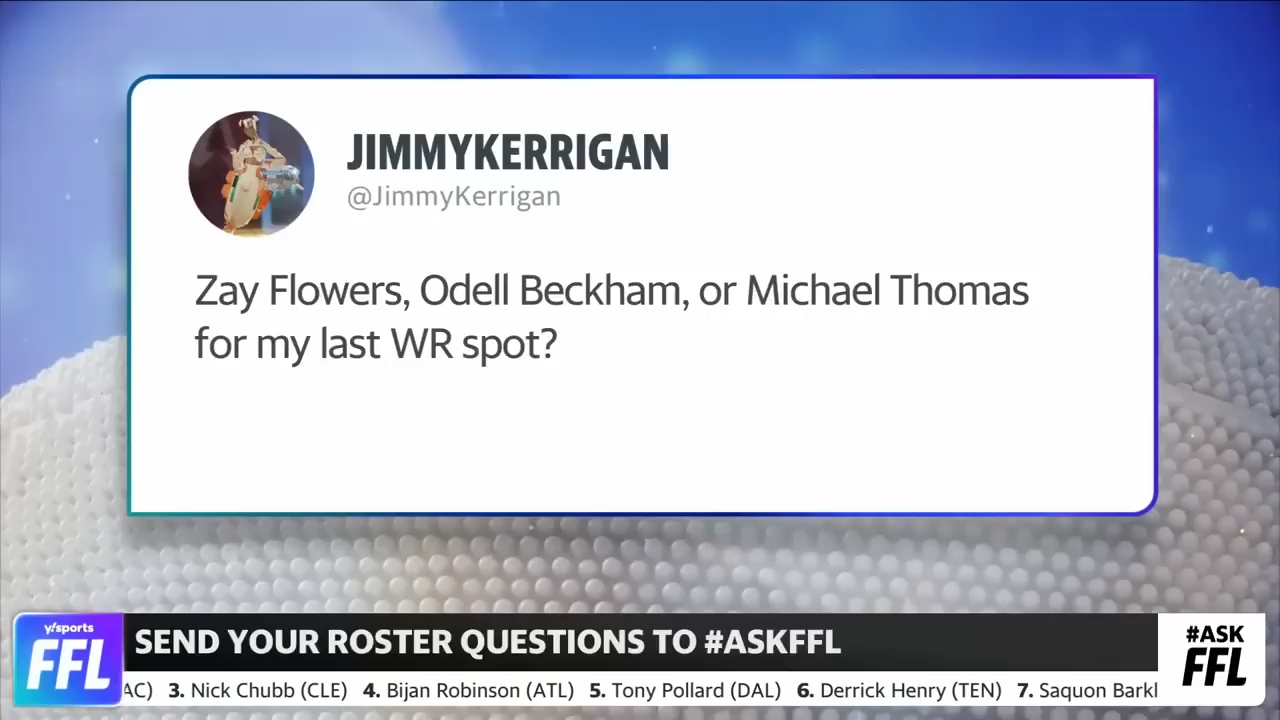 JIMMYKERRIGAN
@JimmyKerrigan
Zay Flowers, Odell Beckham, or Michael Thomas
for my last WR spot?
y!sports
FFL
SEND YOUR ROSTER QUESTIONS TO #ASKFFL
#ASK
FFL
AC) 3. Nick Chubb (CLE) 4. Bijan Robinson (ATL) 5. Tony Pollard (DAL) 6. Derrick Henry (TEN) 7. Saquon Barkl